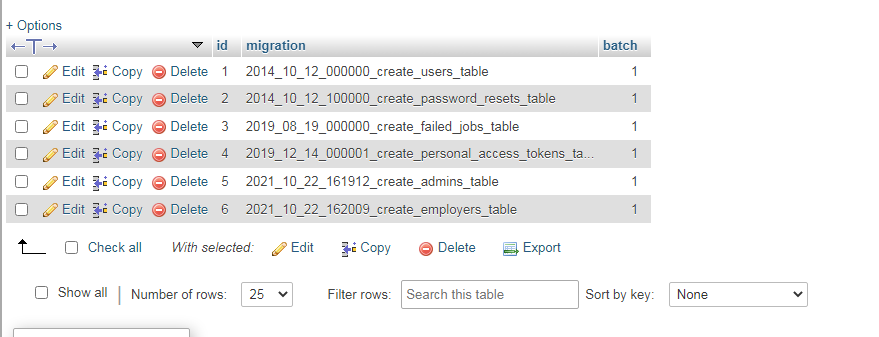 + Options
id migration batch
Edit Copy Delete 1 2014_10_12_000000_create_users_table 1
Edit Copy Delete 2 2014_10_12_100000_create_password_resets_table 1
Edit Copy Delete 3 2019_08_19_000000_create_failed_jobs_table 1
Edit Copy Delete 4 2019_12_14_000001_create_personal_access_tokens_ta... 1
Edit Copy Delete 5 2021_10_22_161912_create_admins_table 1
Edit Copy Delete 6 2021_10_22_162009_create_employers_table 1
Check all With selected: Edit Copy Delete Export
Show all Number of rows: 25 Filter rows: Search this table Sort by key: None